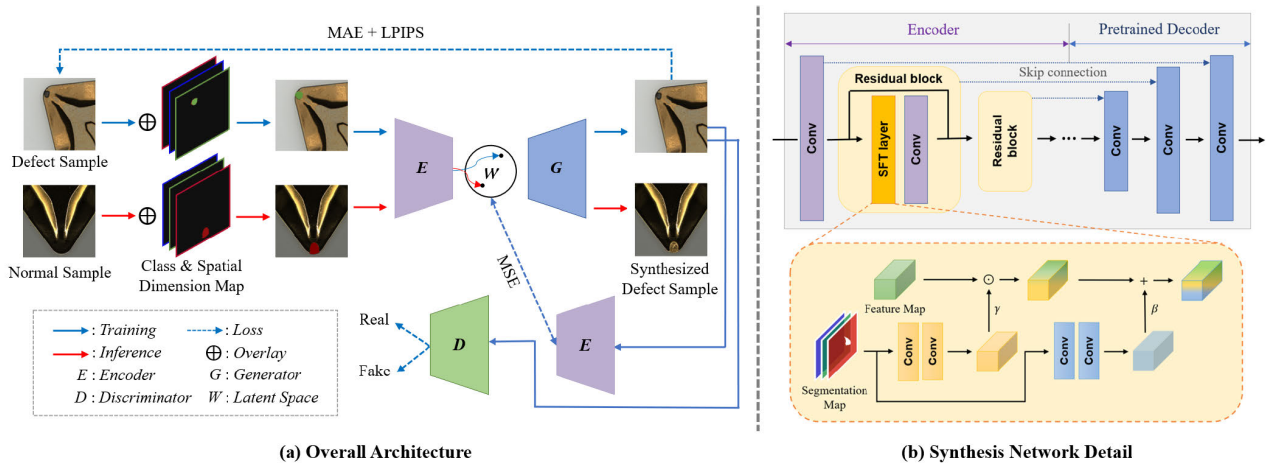 MAE + LPIPS
Defect Sample
Normal Sample
Class & Spatial
Dimension Map
E
W
G
Synthesized
Defect Sample
MSE
Real
Fake
D
E
: Training
: Loss
: Inference
: Overlay
E : Encoder
G : Generator
D : Discriminator
W : Latent Space
(a) Overall Architecture
Encoder
Pretrained Decoder
Conv
Residual block
SFT layer
Conv
Skip connection
Residual
block
...
Conv
Conv
Conv
Feature Map
γ
β
Segmentation
Map
Conv
Conv
Conv
Conv
(b) Synthesis Network Detail